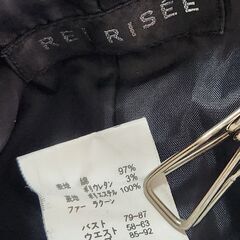 REI RISÉE
表地 綿 97%
ポリウレタン 3%
裏地 ポリエステル 100%
ファー ラクーン
バスト 79-87
ウエスト 58-63
85-92